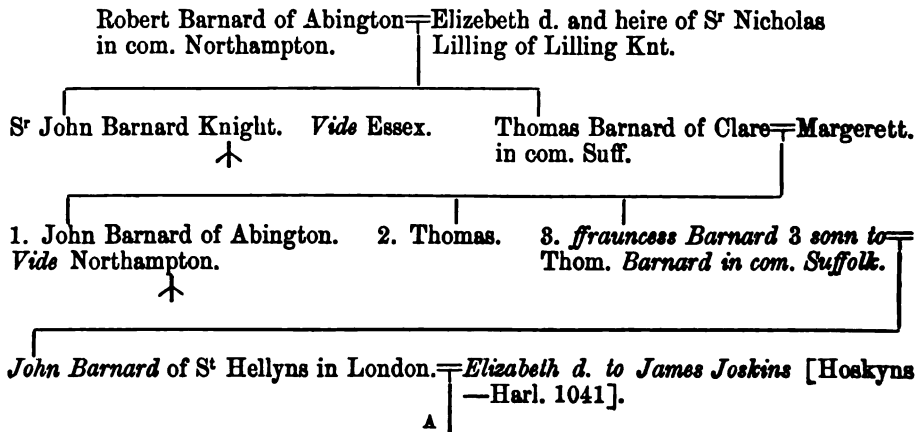 Robert Barnard of Abington=Elizebeth d. and heire of Sʳ Nicholas
in com. Northampton. Lilling of Lilling Knt.
Sʳ John Barnard Knight. Vide Essex. Thomas Barnard of Clare=Margerett.
in com. Suff.
1. John Barnard of Abington. 2. Thomas. 3. ffrauncess Barnard 3 sonn to=
Vide Northampton. Thom. Barnard in com. Suffolk.
John Barnard of Sᵗ Hellyns in London.=Elizabeth d. to James Joskins [Hoskyns
—Harl. 1041].
A